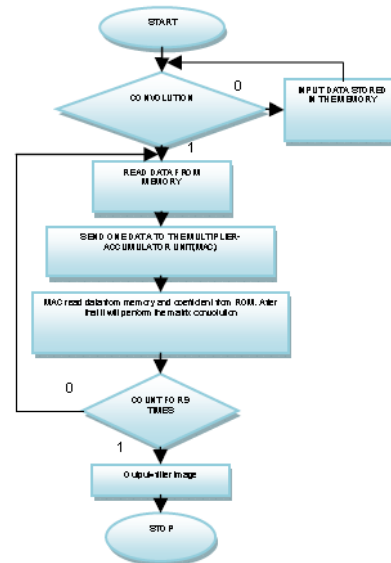 START
CONVOLUTION
0
INPUT DATA STORED
IN THE MEMORY
1
READ DATA FROM
MEMORY
SEND ONE DATA TO THE MULTIPLIER-
ACCUMULATOR UNIT(MAC)
MAC read data from memory and coefficient from ROM. After
that it will perform the matrix convolution
0
COUNT FOR 9
TIMES
1
Output=filter image
STOP